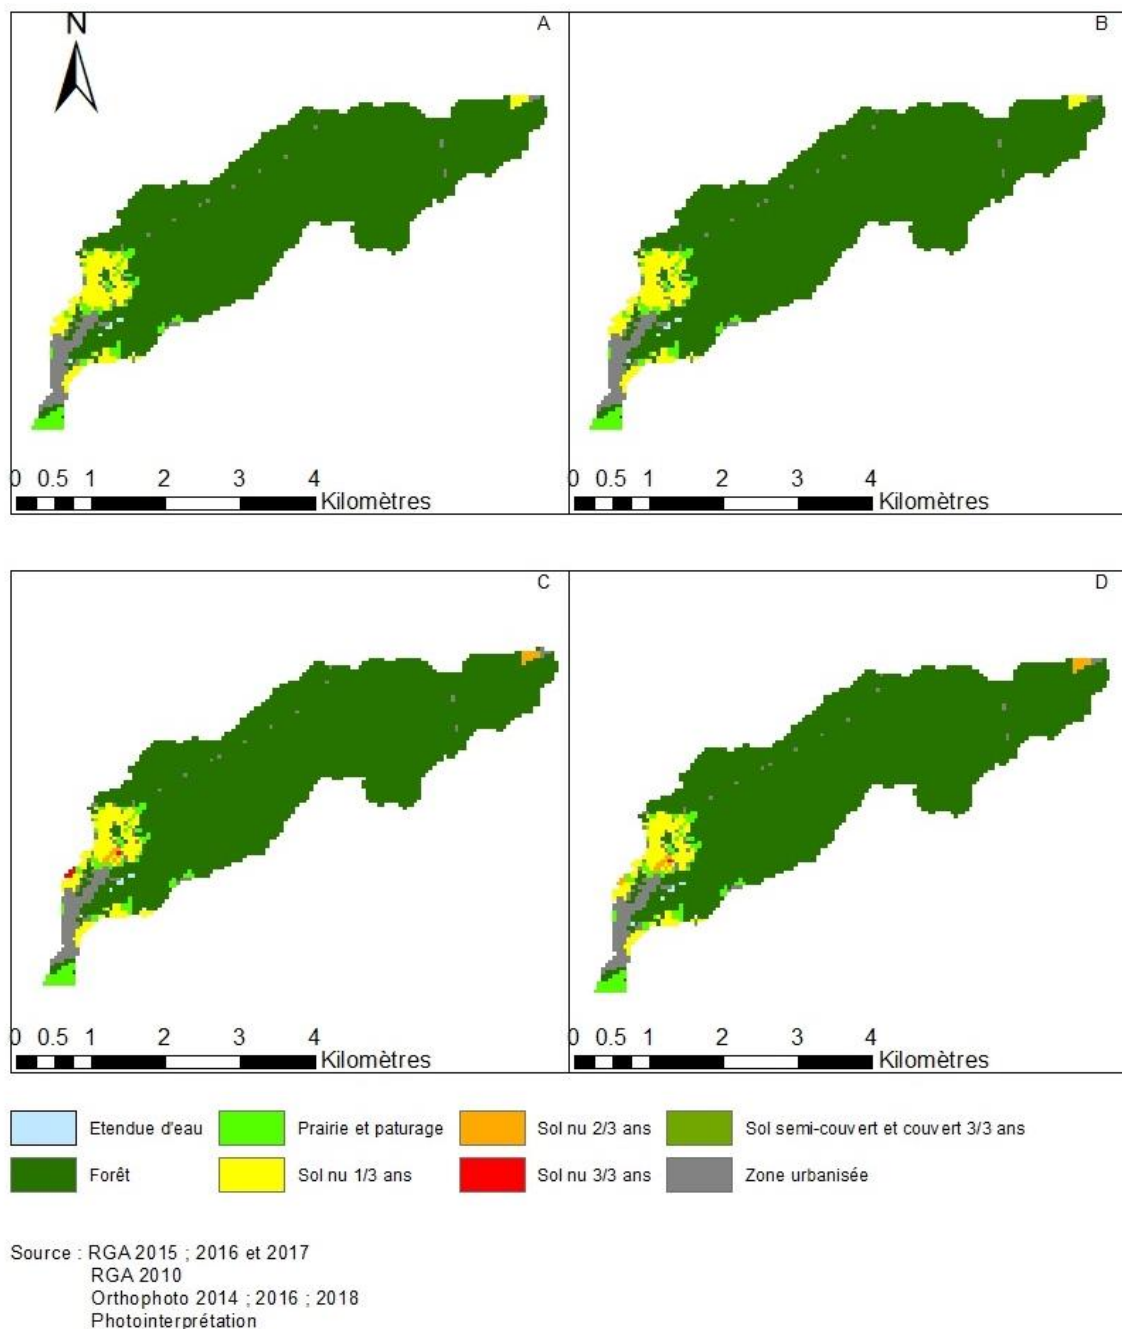 N
A
B
0 0.5 1 2 3 4
Kilomètres
0 0.5 1 2 3 4
Kilomètres
C
D
0 0.5 1 2 3 4
Kilomètres
0 0.5 1 2 3 4
Kilomètres
Etendue d'eau
Prairie et paturage
Sol nu 2/3 ans
Sol semi-couvert et couvert 3/3 ans
Forêt
Sol nu 1/3 ans
Sol nu 3/3 ans
Zone urbanisée
Source : RGA 2015 ; 2016 et 2017
RGA 2010
Orthophoto 2014 ; 2016 ; 2018
Photointerprétation